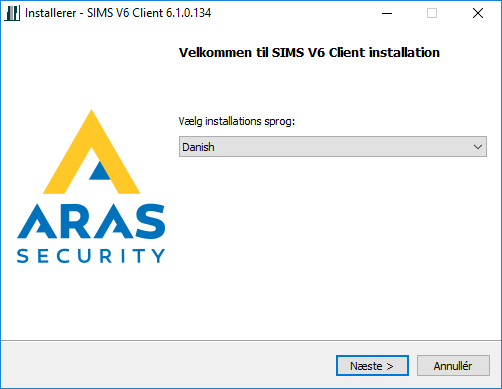 Installerer - SIMS V6 Client 6.1.0.134
Velkommen til SIMS V6 Client installation
Vælg installations sprog:
Danish
ARAS
SECURITY
Næste >
Annullér